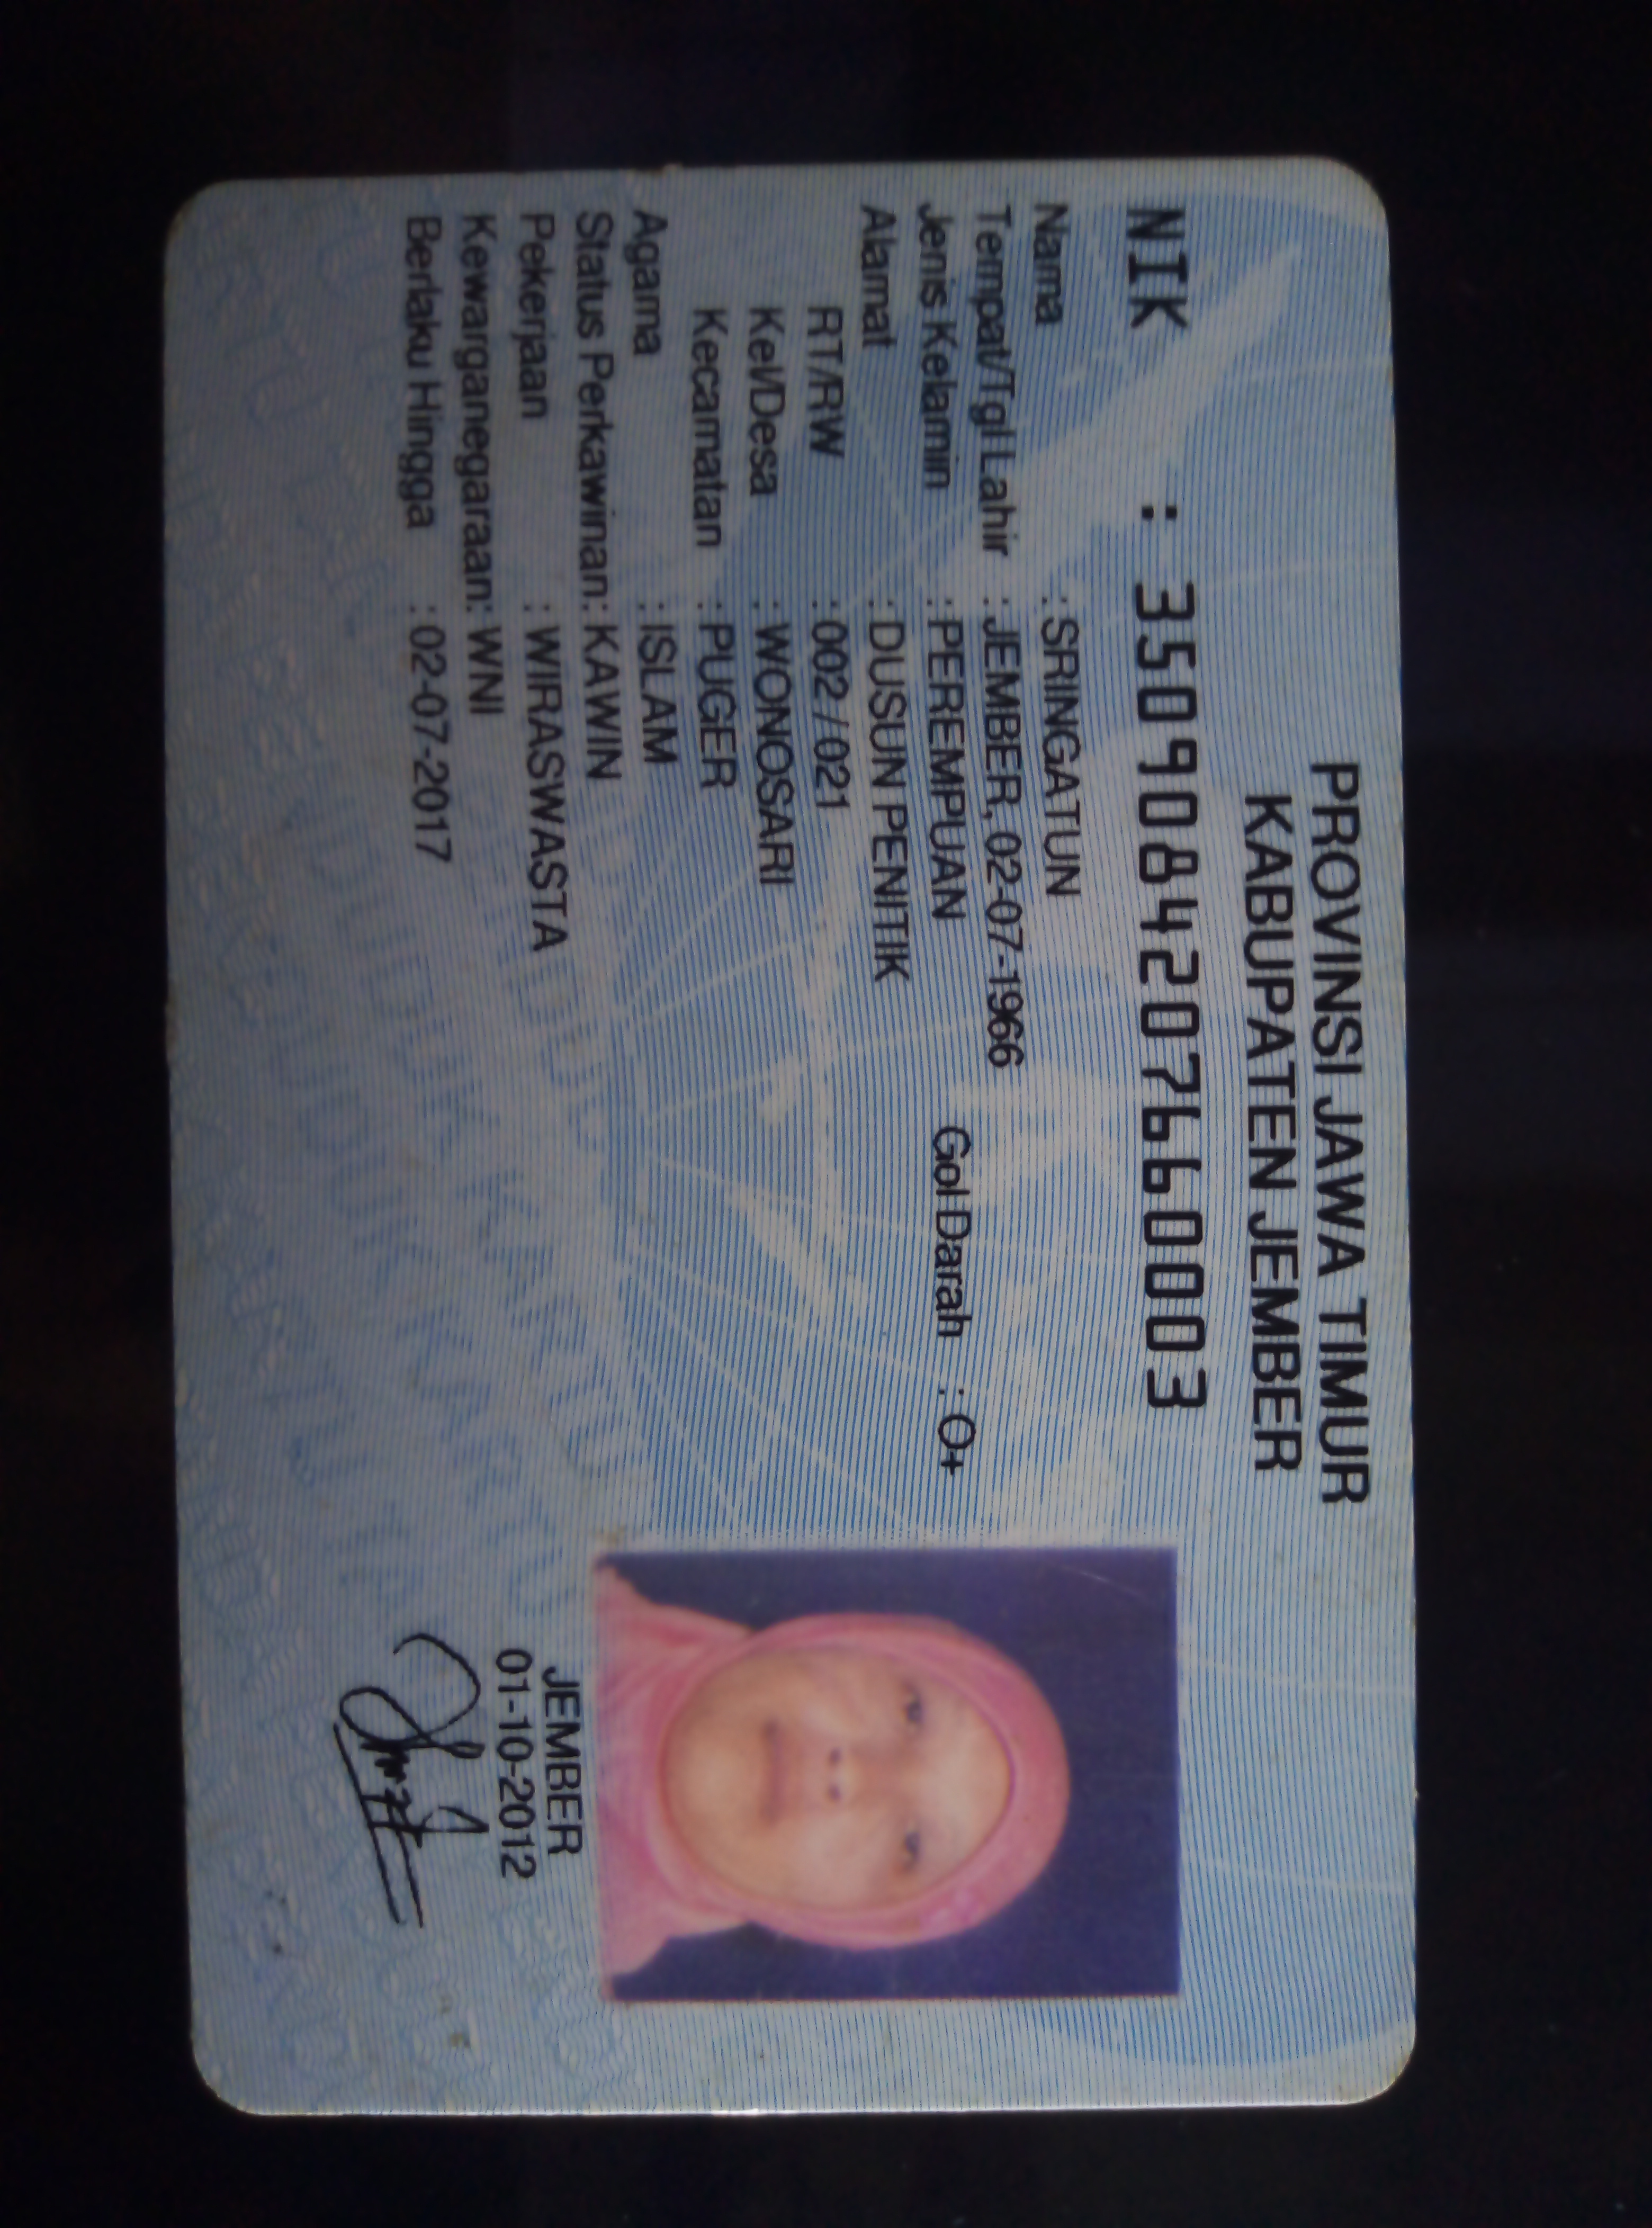 PROVINSI JAWA TIMUR
KABUPATEN JEMBER
NIK : 3509084207660003
Nama : SRINGATUN
Tempat/Tgl Lahir : JEMBER, 02-07-1966
Jenis Kelamin : PEREMPUAN Gol Darah : O+
Alamat : DUSUN PENITIK
RT/RW : 002 / 021
Kel/Desa : WONOSARI
Kecamatan : PUGER
Agama : ISLAM
Status Perkawinan: KAWIN
Pekerjaan : WIRASWASTA
Kewarganegaraan: WNI
Berlaku Hingga : 02-07-2017
JEMBER
01-10-2012